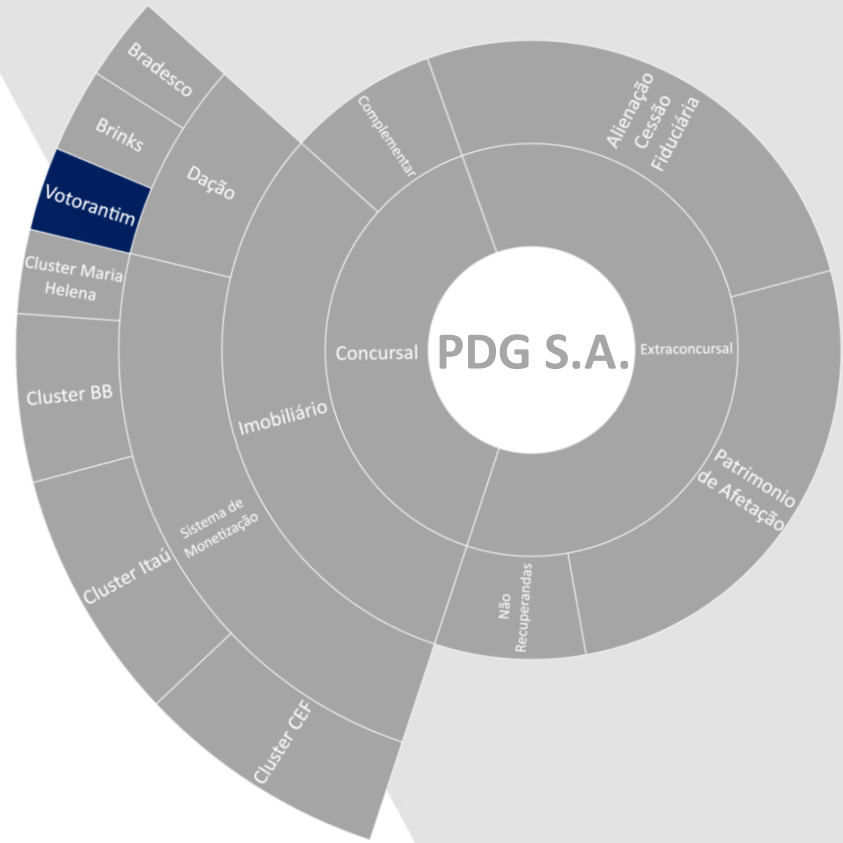 Bradesco
Brinks
Votorantim
Cluster Maria
Helena
Cluster BB
Cluster Itaú
Cluster CEF
Dação
Sistema de
Monetização
Imobiliário
Complementar
Concursal
PDG S.A.
Extraconcursal
Alienação
Cessão
Fiduciária
Patrimonio
de Afetação
Não
Recuperandas